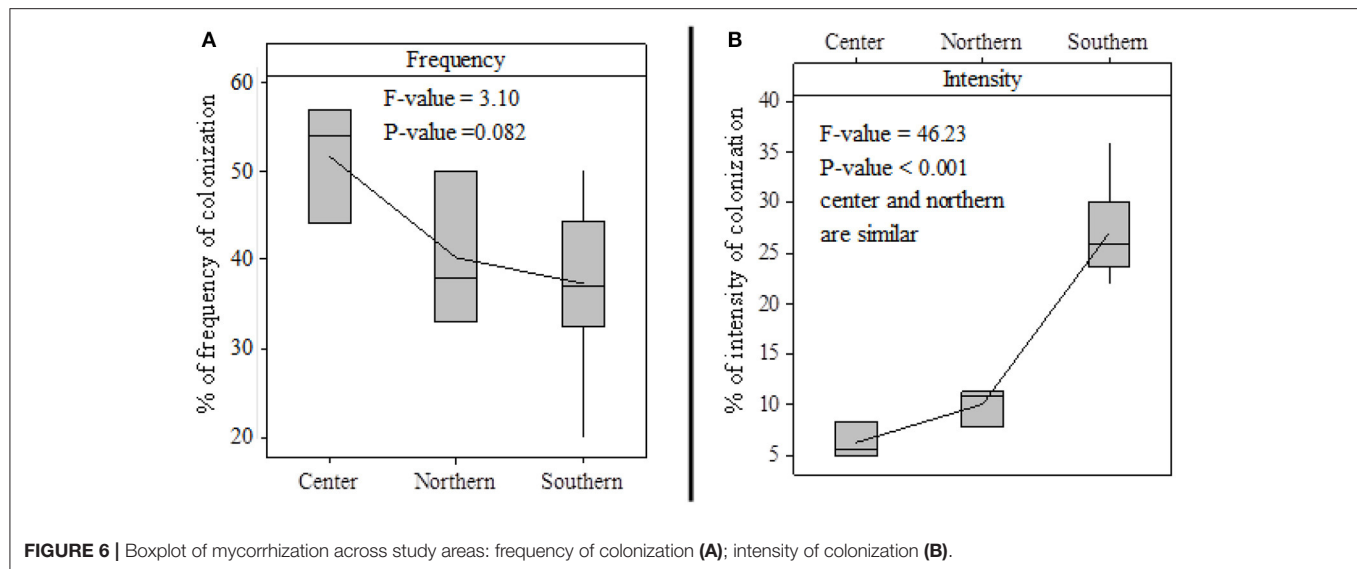 A
Frequency
F-value = 3.10
P-value =0.082
% of frequency of colonization
60
50
40
30
20
Center Northern Southern
B
Center Northern Southern
Intensity
F-value = 46.23
P-value < 0.001
center and northern
are similar
% of intensity of colonization
40
35
30
25
20
15
10
5
FIGURE 6 | Boxplot of mycorrhization across study areas: frequency of colonization (A); intensity of colonization (B).